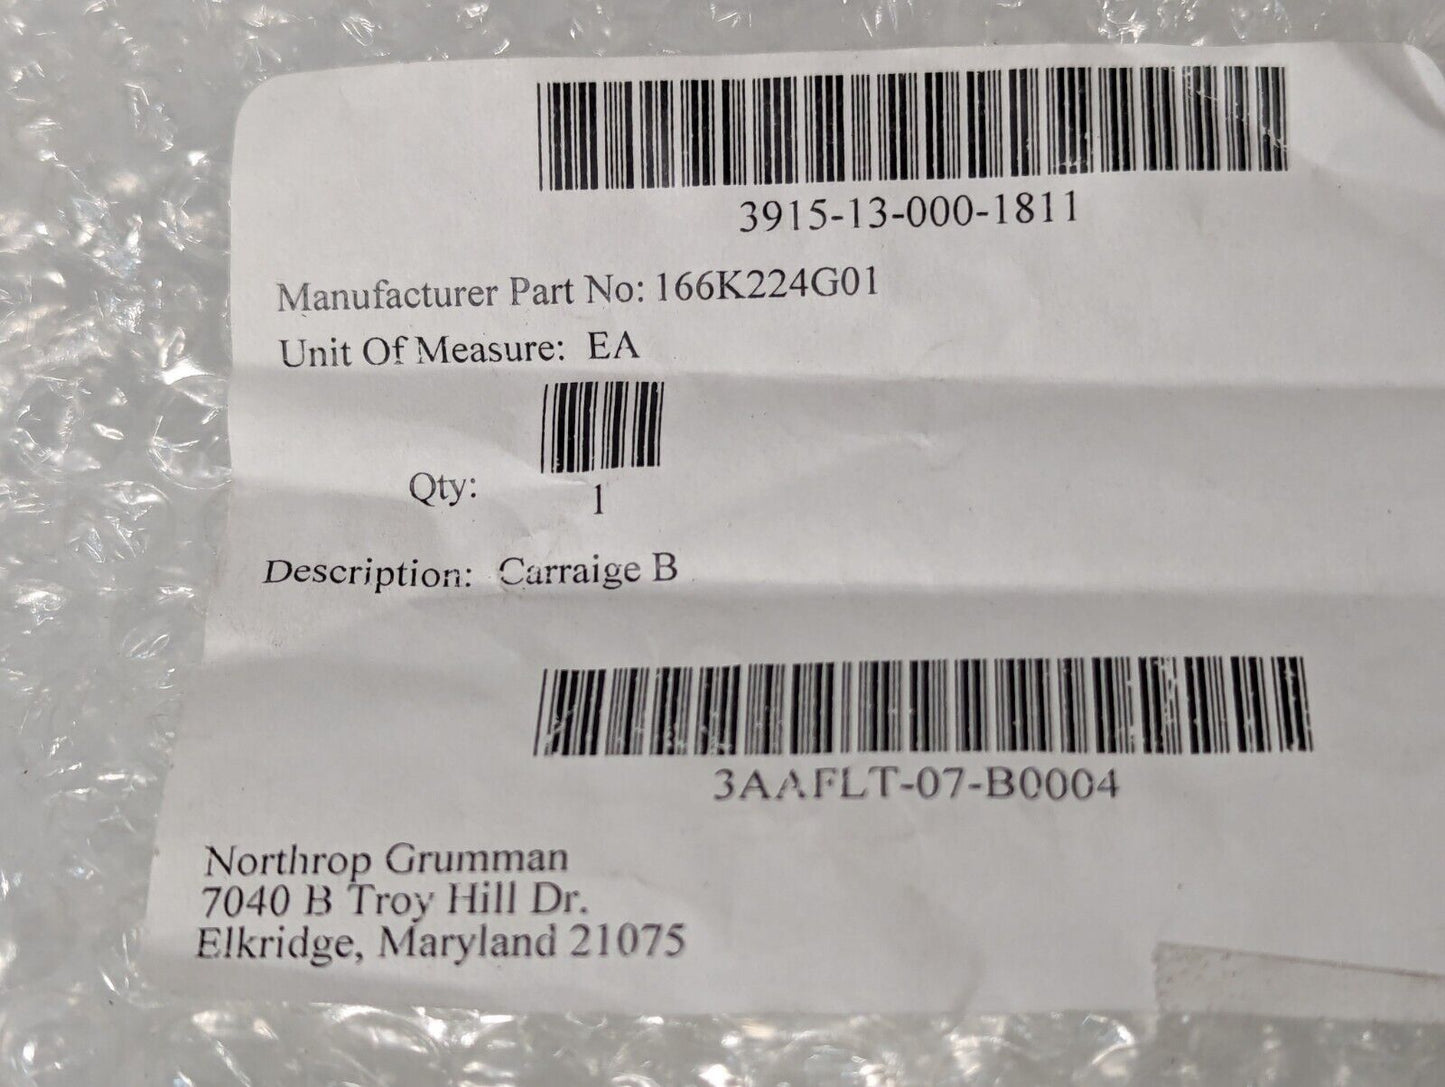 3915-13-000-1811
Manufacturer Part No: 166K224G01
Unit Of Measure: EA
Qty: 1
Description: Carraige B
3AAFLT-07-B0004
Northrop Grumman
7040 B Troy Hill Dr.
Elkridge, Maryland 21075